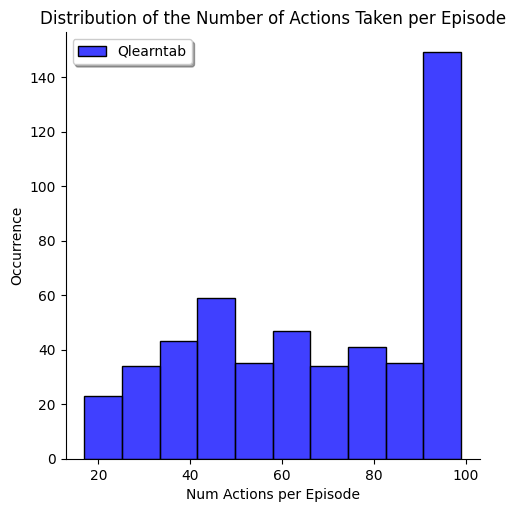 Distribution of the Number of Actions Taken per Episode
Qlearntab
140
120
100
80
60
40
20
0
Occurrence
20 40 60 80 100
Num Actions per Episode